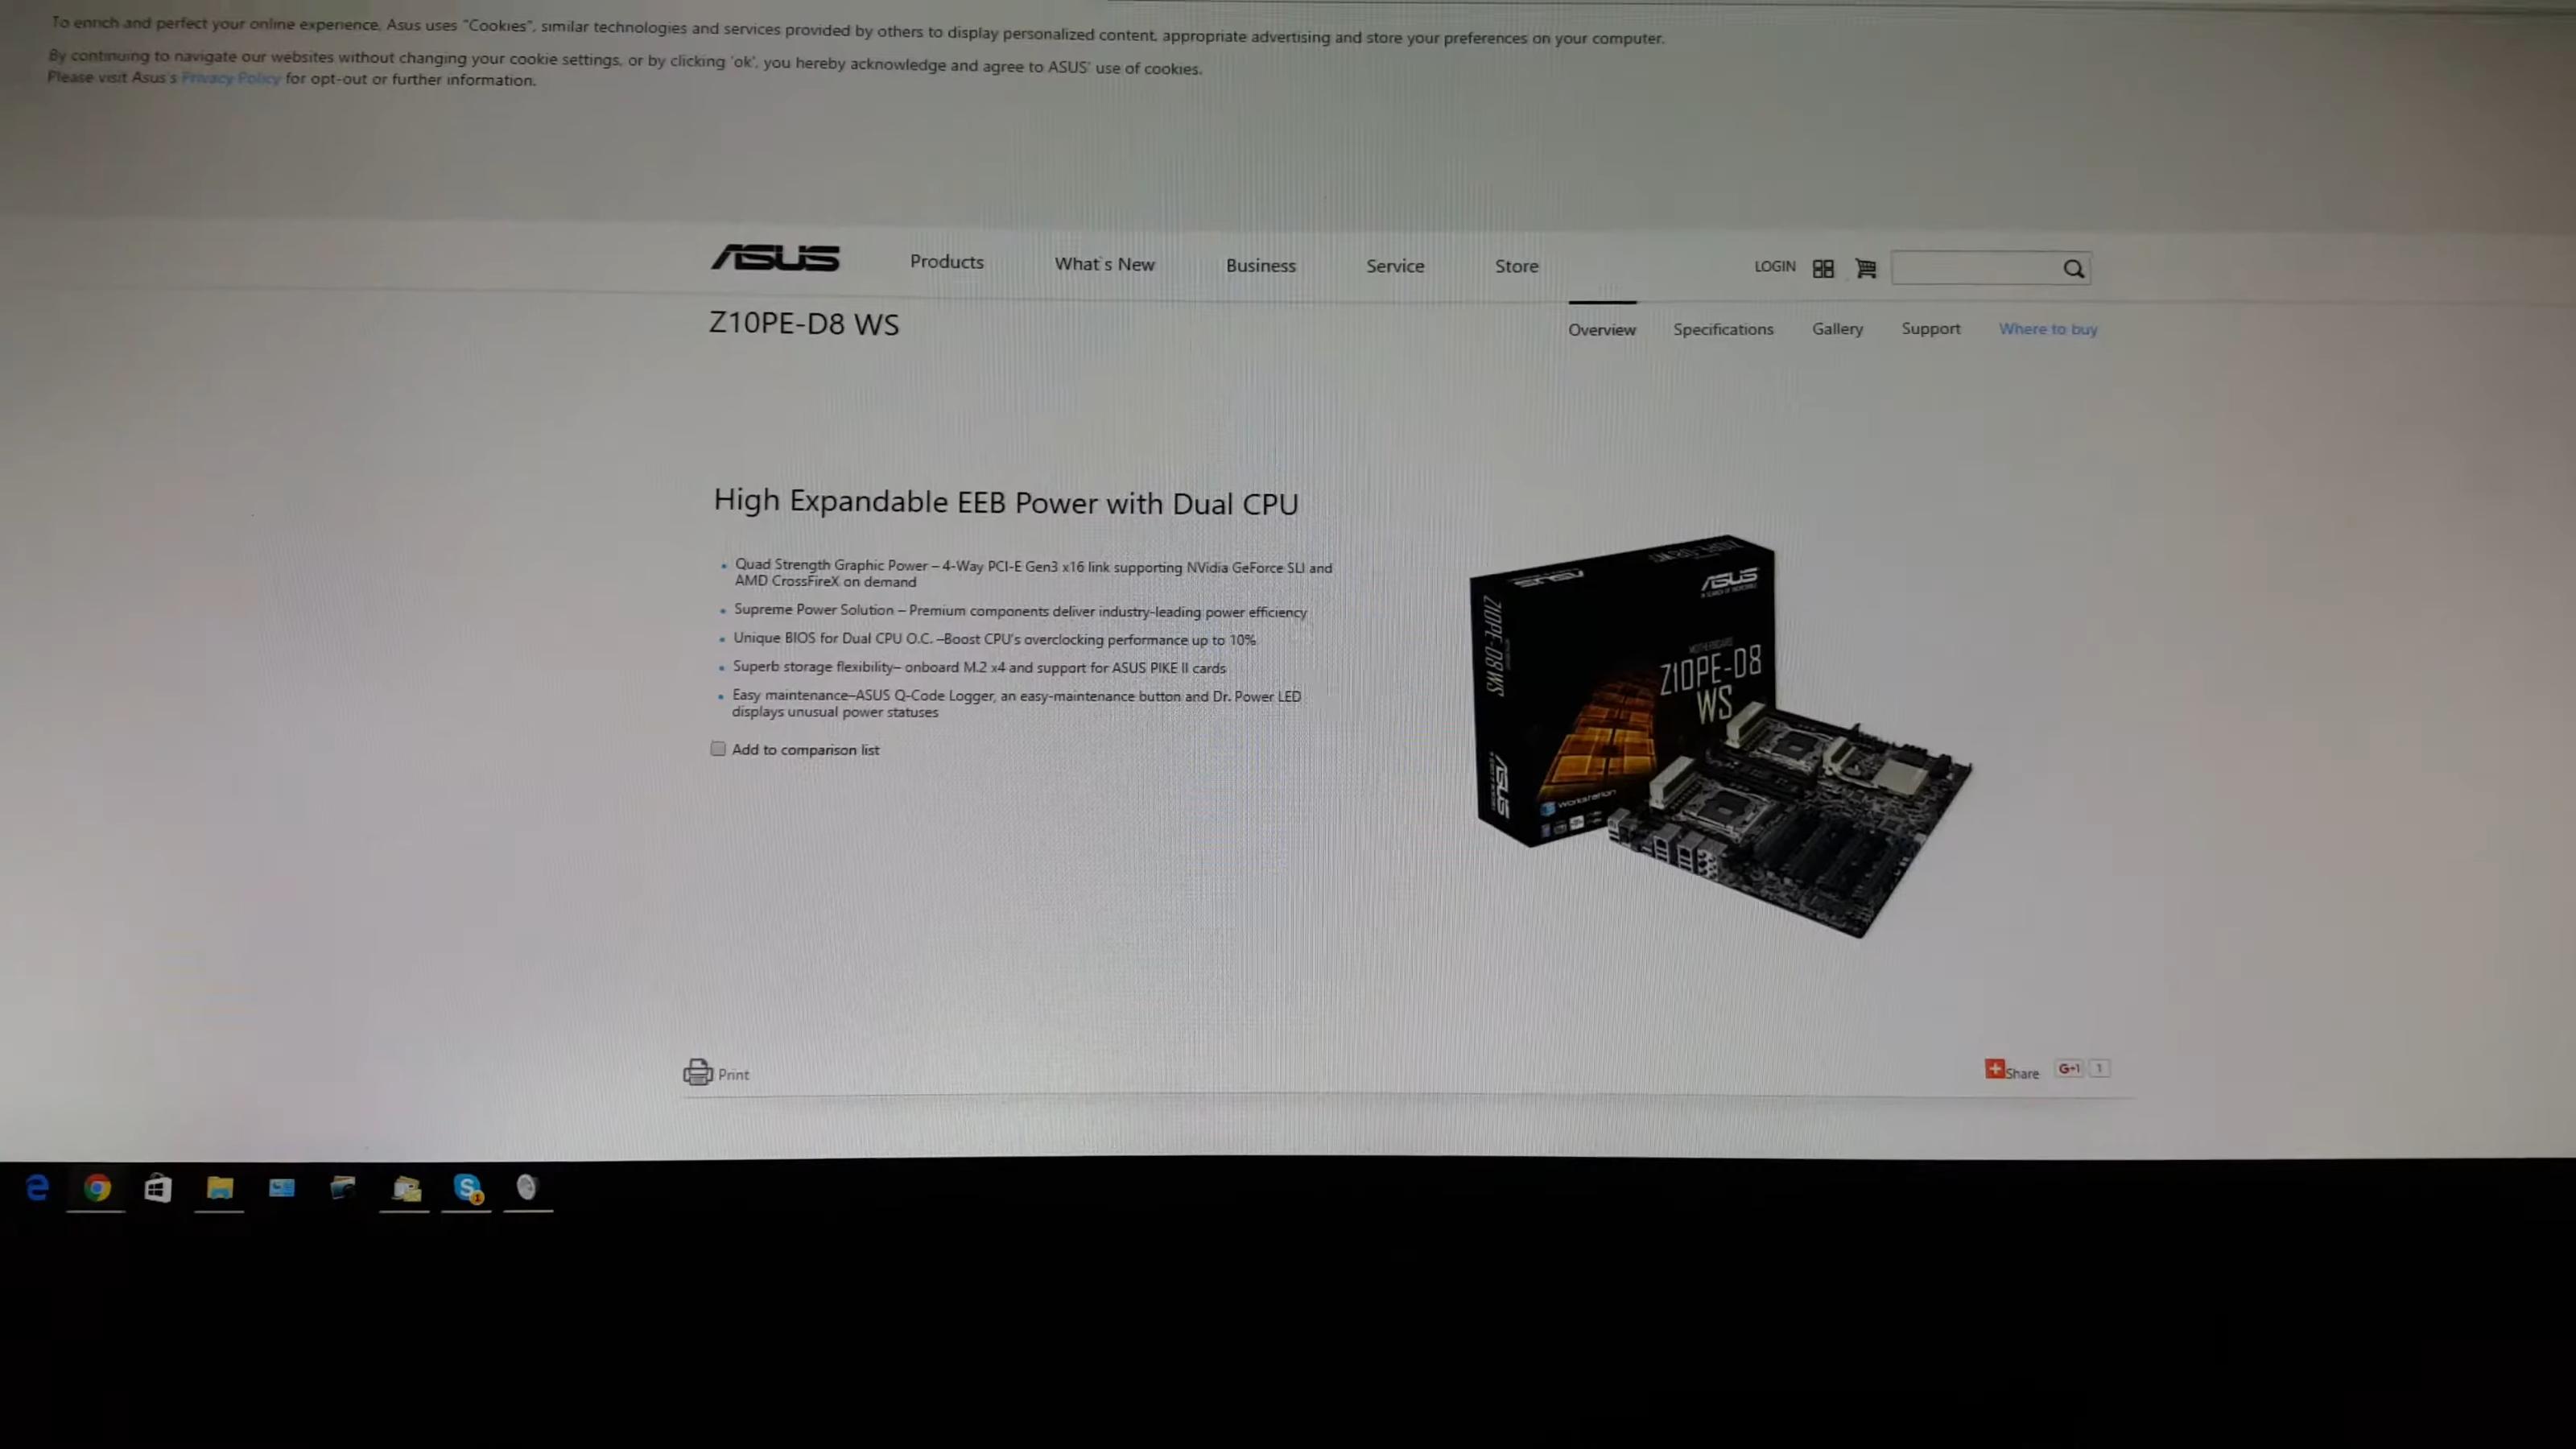 To enrich and perfect your online experience, Asus uses "Cookies", similar technologies and services provided by others to display personalized content, appropriate advertising and store your preferences on your computer.
By continuing to navigate our websites without changing your cookie settings, or by clicking 'ok', you hereby acknowledge and agree to ASUS' use of cookies.
Please visit Asus's Privacy Policy for opt-out or further information.
ASUS Products What's New Business Service Store LOGIN
Z10PE-D8 WS Overview Specifications Gallery Support Where to buy
High Expandable EEB Power with Dual CPU
• Quad Strength Graphic Power – 4-Way PCI-E Gen3 x16 link supporting NVidia GeForce SLI and
AMD CrossFireX on demand
• Supreme Power Solution – Premium components deliver industry-leading power efficiency
• Unique BIOS for Dual CPU O.C. –Boost CPU's overclocking performance up to 10%
• Superb storage flexibility– onboard M.2 x4 and support for ASUS PIKE II cards
• Easy maintenance–ASUS Q-Code Logger, an easy-maintenance button and Dr. Power LED
displays unusual power statuses
Add to comparison list
ASUS
Z10PE-D8 WS
ASUS
ASUS
MOTHERBOARD
Z10PE-D8
WS
Workstation
ASUS
Print
Share G+1 1
S 1